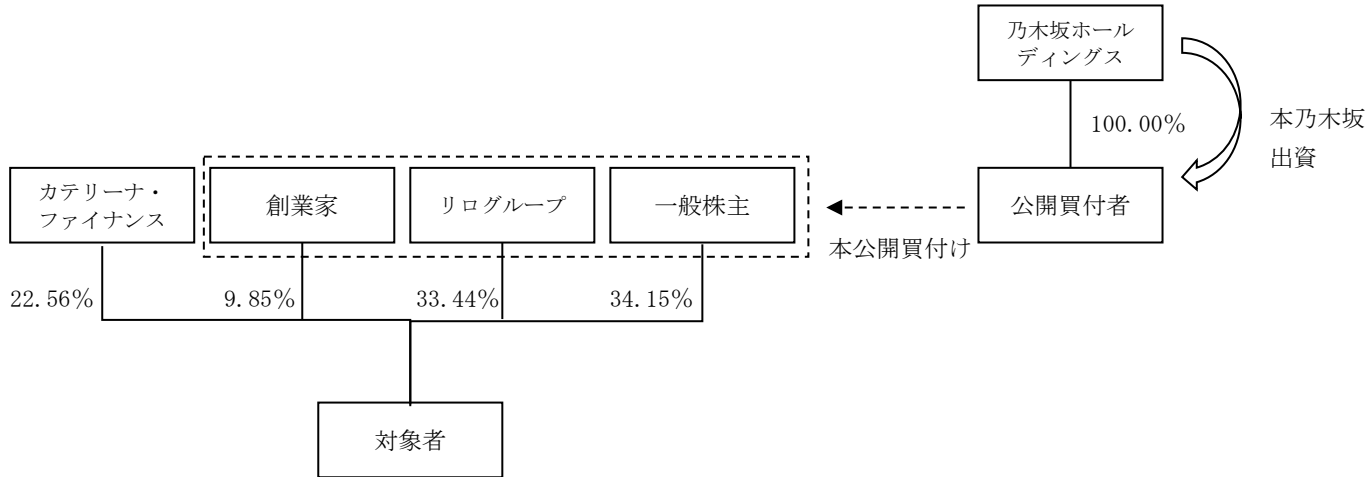 乃木坂ホール
ディングス
100.00%
本乃木坂
出資
カテリーナ・
ファイナンス
創業家
リログループ
一般株主
公開買付者
本公開買付け
22.56%
9.85%
33.44%
34.15%
対象者